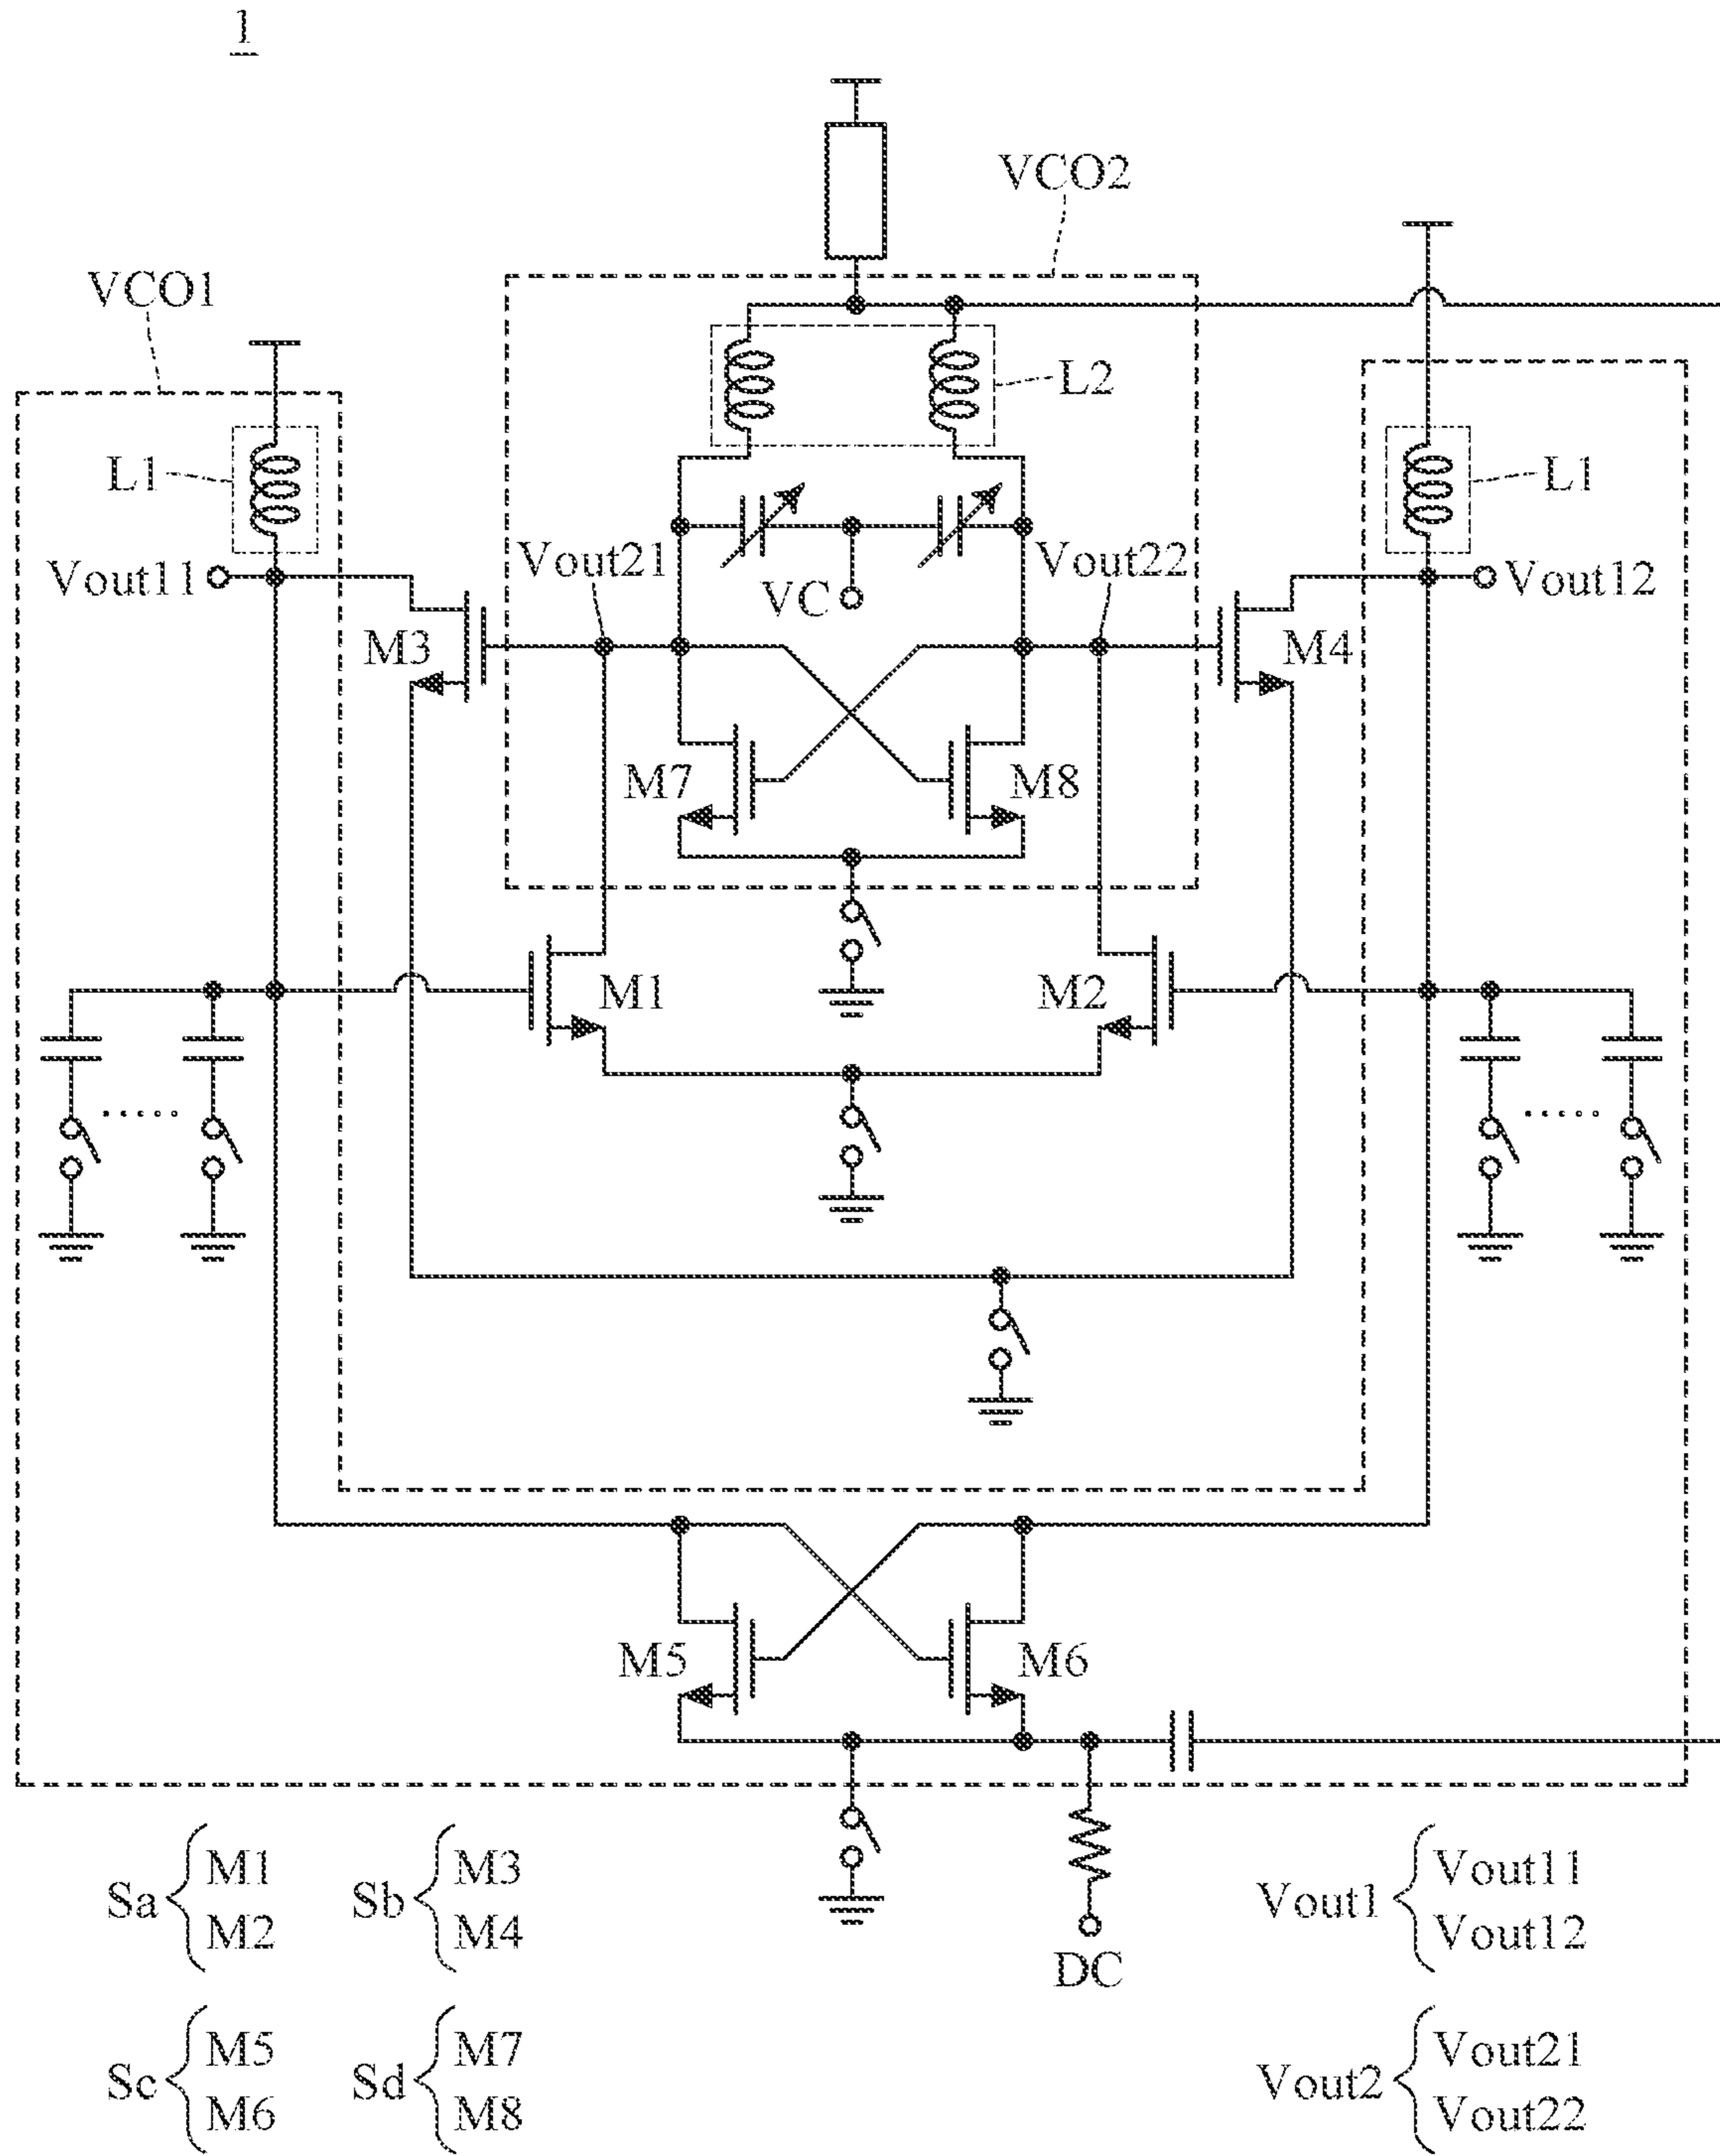 1
VCO2
VCO1
L2
L1
L1
Vout21
Vout22
Vout11
VC
Vout12
M3
M4
M7
M8
M1
M2
M5
M6
DC
Sa { M1 M2
Sb { M3 M4
Vout1 { Vout11 Vout12
Sc { M5 M6
Sd { M7 M8
Vout2 { Vout21 Vout22